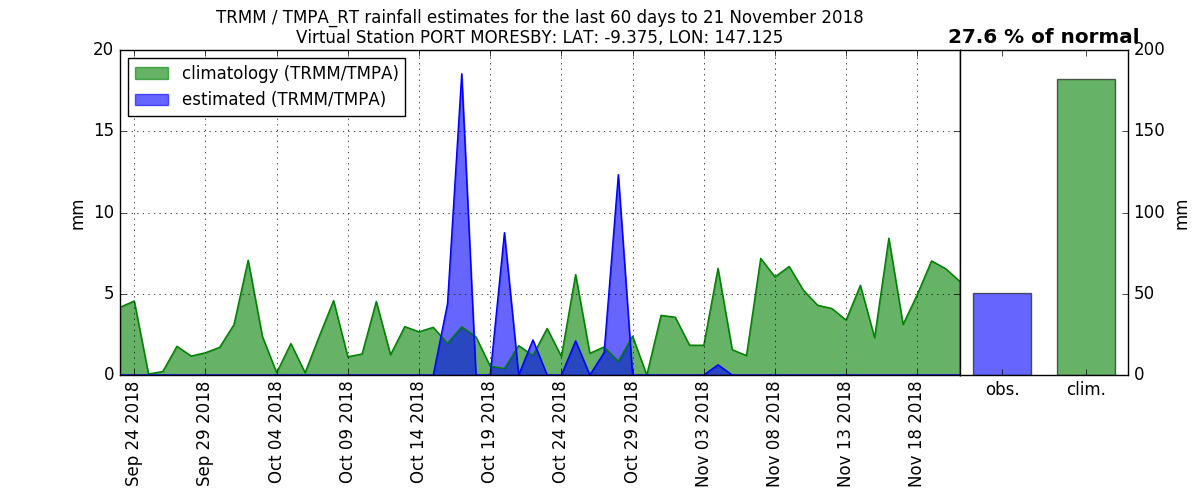 TRMM / TMPA_RT rainfall estimates for the last 60 days to 21 November 2018
Virtual Station PORT MORESBY: LAT: -9.375, LON: 147.125
27.6 % of normal
climatology (TRMM/TMPA)
estimated (TRMM/TMPA)
20
15
10
5
0
mm
200
150
100
50
0
mm
Sep 24 2018
Sep 29 2018
Oct 04 2018
Oct 09 2018
Oct 14 2018
Oct 19 2018
Oct 24 2018
Oct 29 2018
Nov 03 2018
Nov 08 2018
Nov 13 2018
Nov 18 2018
obs.
clim.